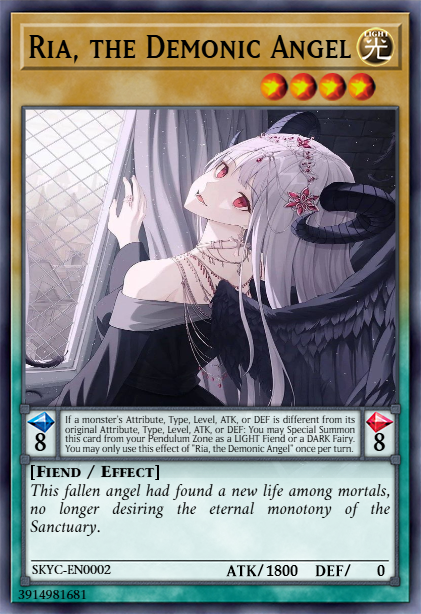 Ria, the Demonic Angel
LIGHT
光
If a monster's Attribute, Type, Level, ATK, or DEF is different from its
original Attribute, Type, Level, ATK, or DEF: You may Special Summon
this card from your Pendulum Zone as a LIGHT Fiend or a DARK Fairy.
You may only use this effect of "Ria, the Demonic Angel" once per turn.
8
8
[Fiend / Effect]
This fallen angel had found a new life among mortals,
no longer desiring the eternal monotony of the
Sanctuary.
SKYC-EN0002
ATK/1800 DEF/ 0
3914981681